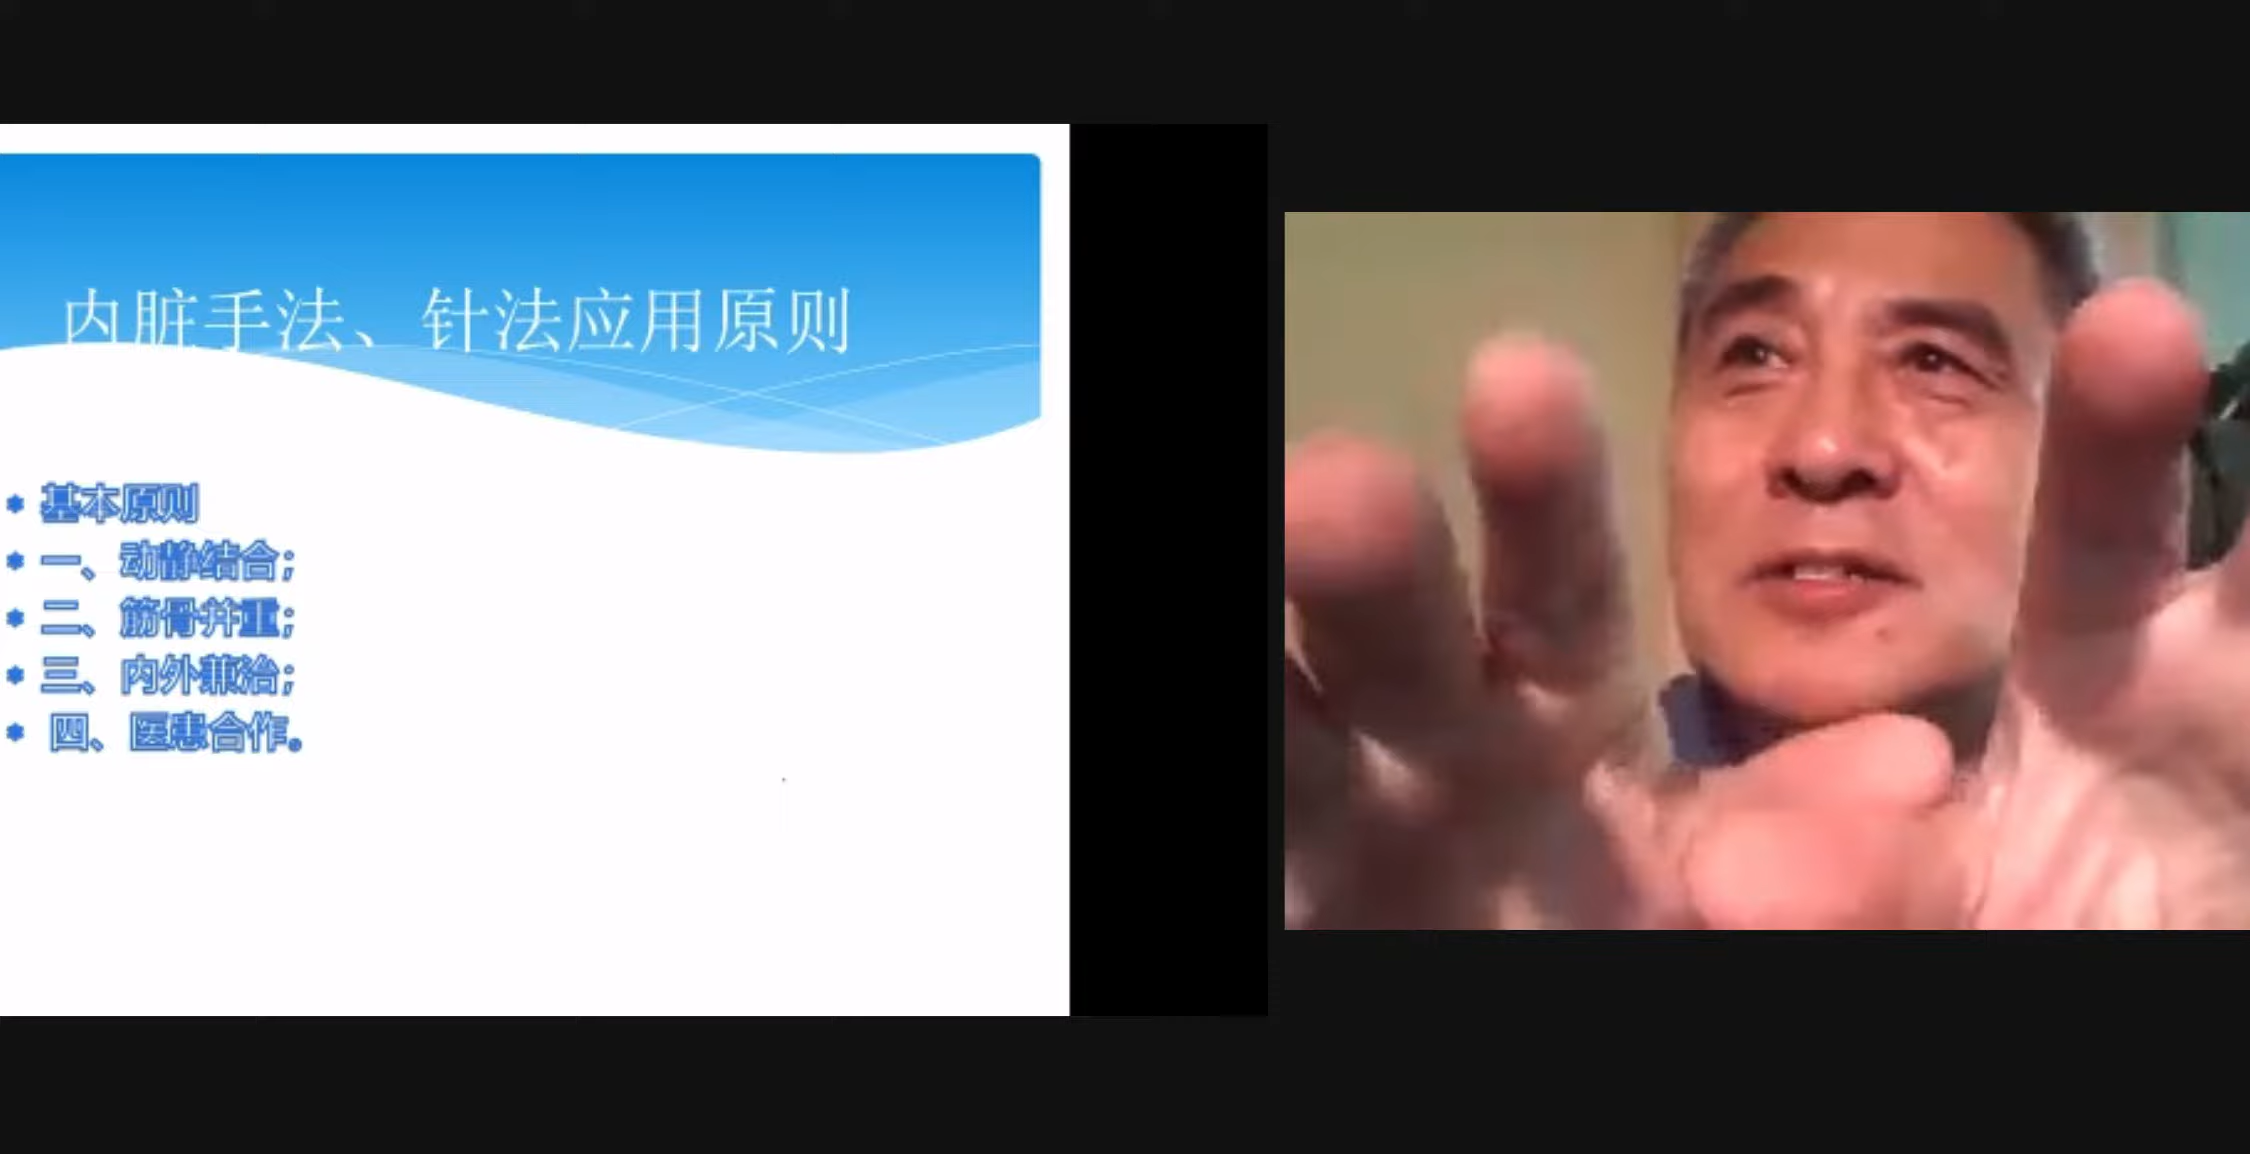 内脏手法、针法应用原则
基本原则
一、动静结合；
二、筋骨并重；
三、内外兼治；
四、医患合作。